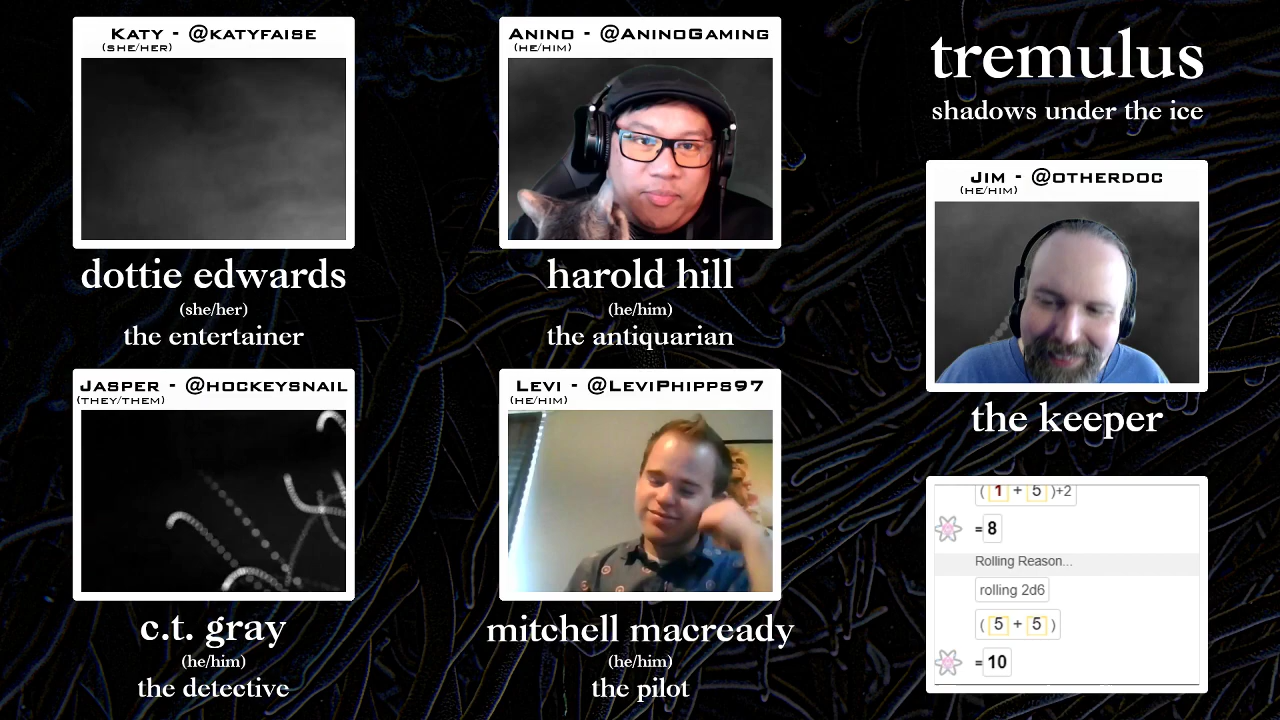 KATY - @KATYFAISE
(SHE/HER)
dottie edwards
(she/her)
the entertainer
ANINO - @ANINOGAMING
(HE/HIM)
harold hill
(he/him)
the antiquarian
tremulus
shadows under the ice
JIM - @OTHERDOC
(HE/HIM)
the keeper
JASPER - @HOCKEYSNAIL
(THEY/THEM)
c.t. gray
(he/him)
the detective
LEVI - @LEVIPHIPPS97
(HE/HIM)
mitchell macready
(he/him)
the pilot
( 1 + 5 )+2
=8
Rolling Reason...
rolling 2d6
( 5 + 5 )
=10